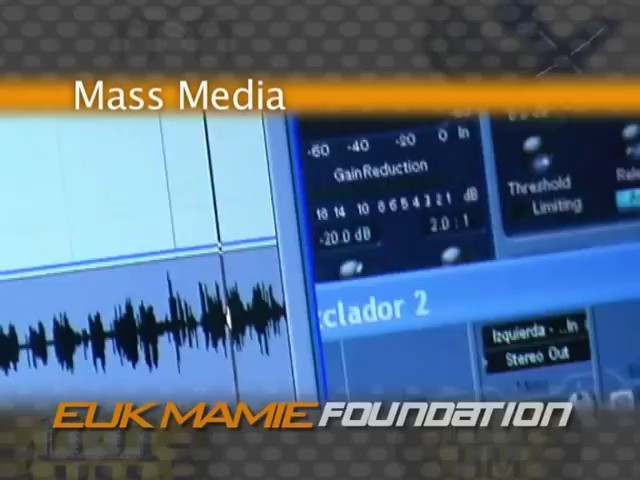 Mass Media
-60 -40 -20 0 In
GainReduction
18 14 10 8 6 5 4 3 2 1 dB
-20.0 dB
2.0 : 1
Threshold
Limiting
clador 2
Izquierda - ...In
Stereo Out
EUK MAMIE FOUNDATION